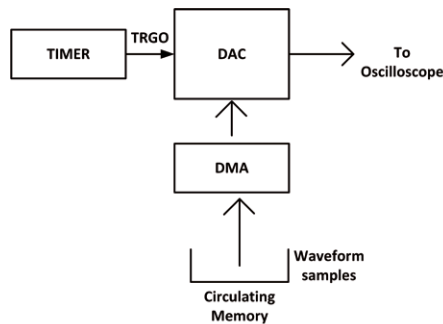 TIMER
TRGO
DAC
To
Oscilloscope
DMA
Waveform
samples
Circulating
Memory